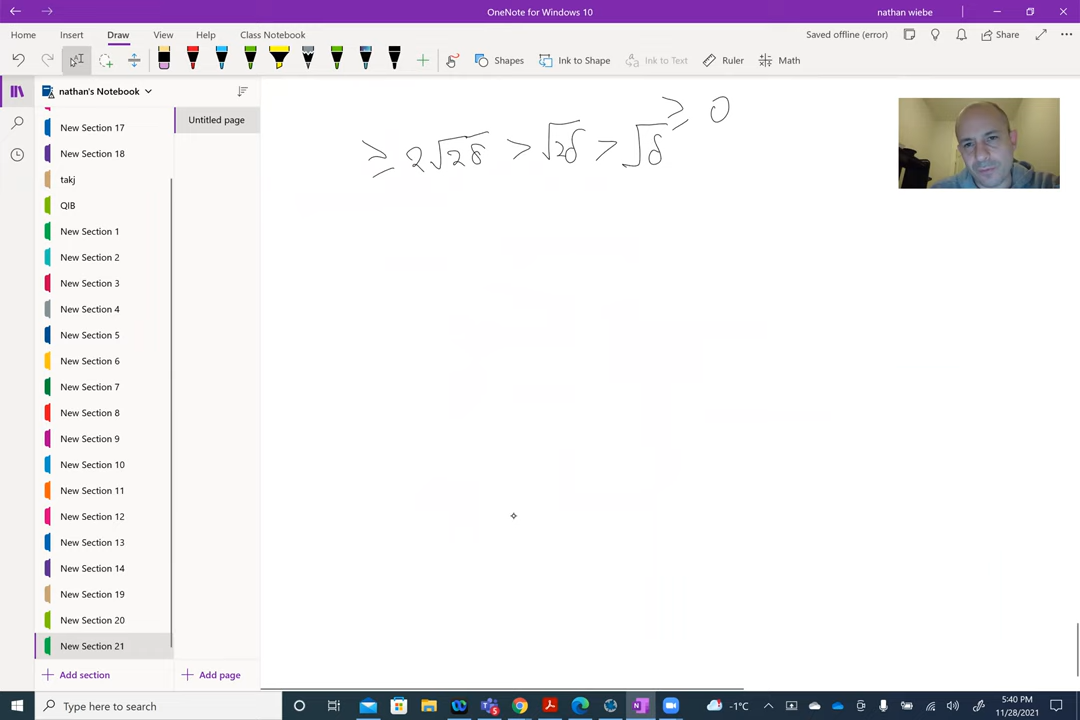 OneNote for Windows 10
nathan wiebe
Home Insert Draw View Help Class Notebook
Saved offline (error) Share
Shapes Ink to Shape Ink to Text Ruler Math
nathan's Notebook
Untitled page
New Section 17
New Section 18
takj
QIB
New Section 1
New Section 2
New Section 3
New Section 4
New Section 5
New Section 6
New Section 7
New Section 8
New Section 9
New Section 10
New Section 11
New Section 12
New Section 13
New Section 14
New Section 19
New Section 20
New Section 21
Add section Add page
≥ 2√2δ > √2δ > √δ ≥ 0
Type here to search
-1°C
5:40 PM
11/28/2021